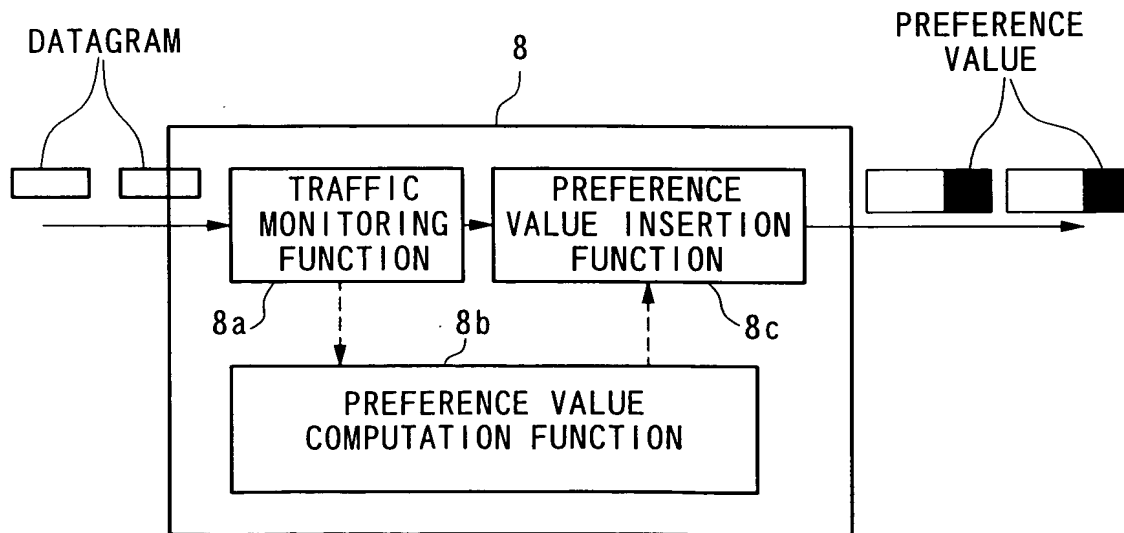 DATAGRAM
8
PREFERENCE
VALUE
TRAFFIC
MONITORING
FUNCTION
PREFERENCE
VALUE INSERTION
FUNCTION
8a
8b
8c
PREFERENCE VALUE
COMPUTATION FUNCTION